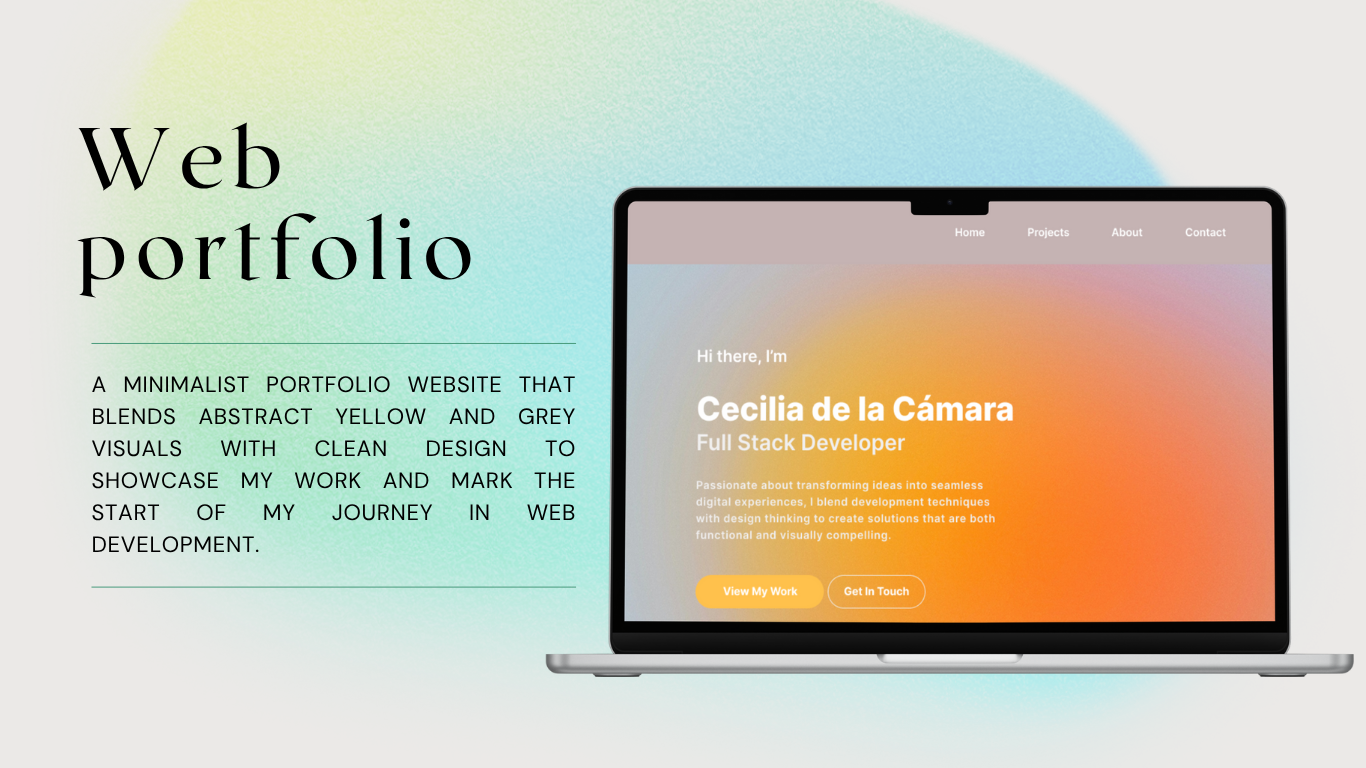 Web
portfolio
A MINIMALIST PORTFOLIO WEBSITE THAT
BLENDS ABSTRACT YELLOW AND GREY
VISUALS WITH CLEAN DESIGN TO
SHOWCASE MY WORK AND MARK THE
START OF MY JOURNEY IN WEB
DEVELOPMENT.
Home Projects About Contact
Hi there, I'm
Cecilia de la Cámara
Full Stack Developer
Passionate about transforming ideas into seamless
digital experiences, I blend development techniques
with design thinking to create solutions that are both
functional and visually compelling.
View My Work Get In Touch